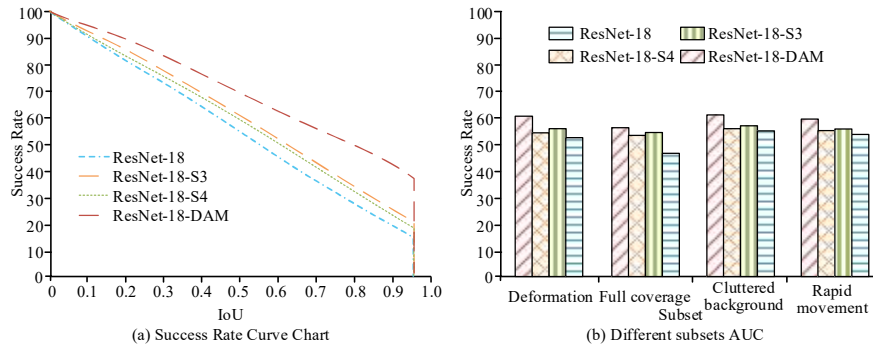 100
90
80
70
60
50
40
30
20
10
0
Success Rate
ResNet-18
ResNet-18-S3
ResNet-18-S4
ResNet-18-DAM
0 0.1 0.2 0.3 0.4 0.5 0.6 0.7 0.8 0.9 1.0
IoU
(a) Success Rate Curve Chart
100
90
80
70
60
50
40
30
20
10
0
Success Rate
ResNet-18 ResNet-18-S3
ResNet-18-S4 ResNet-18-DAM
Deformation Full coverage Cluttered background Rapid movement
Subset
(b) Different subsets AUC